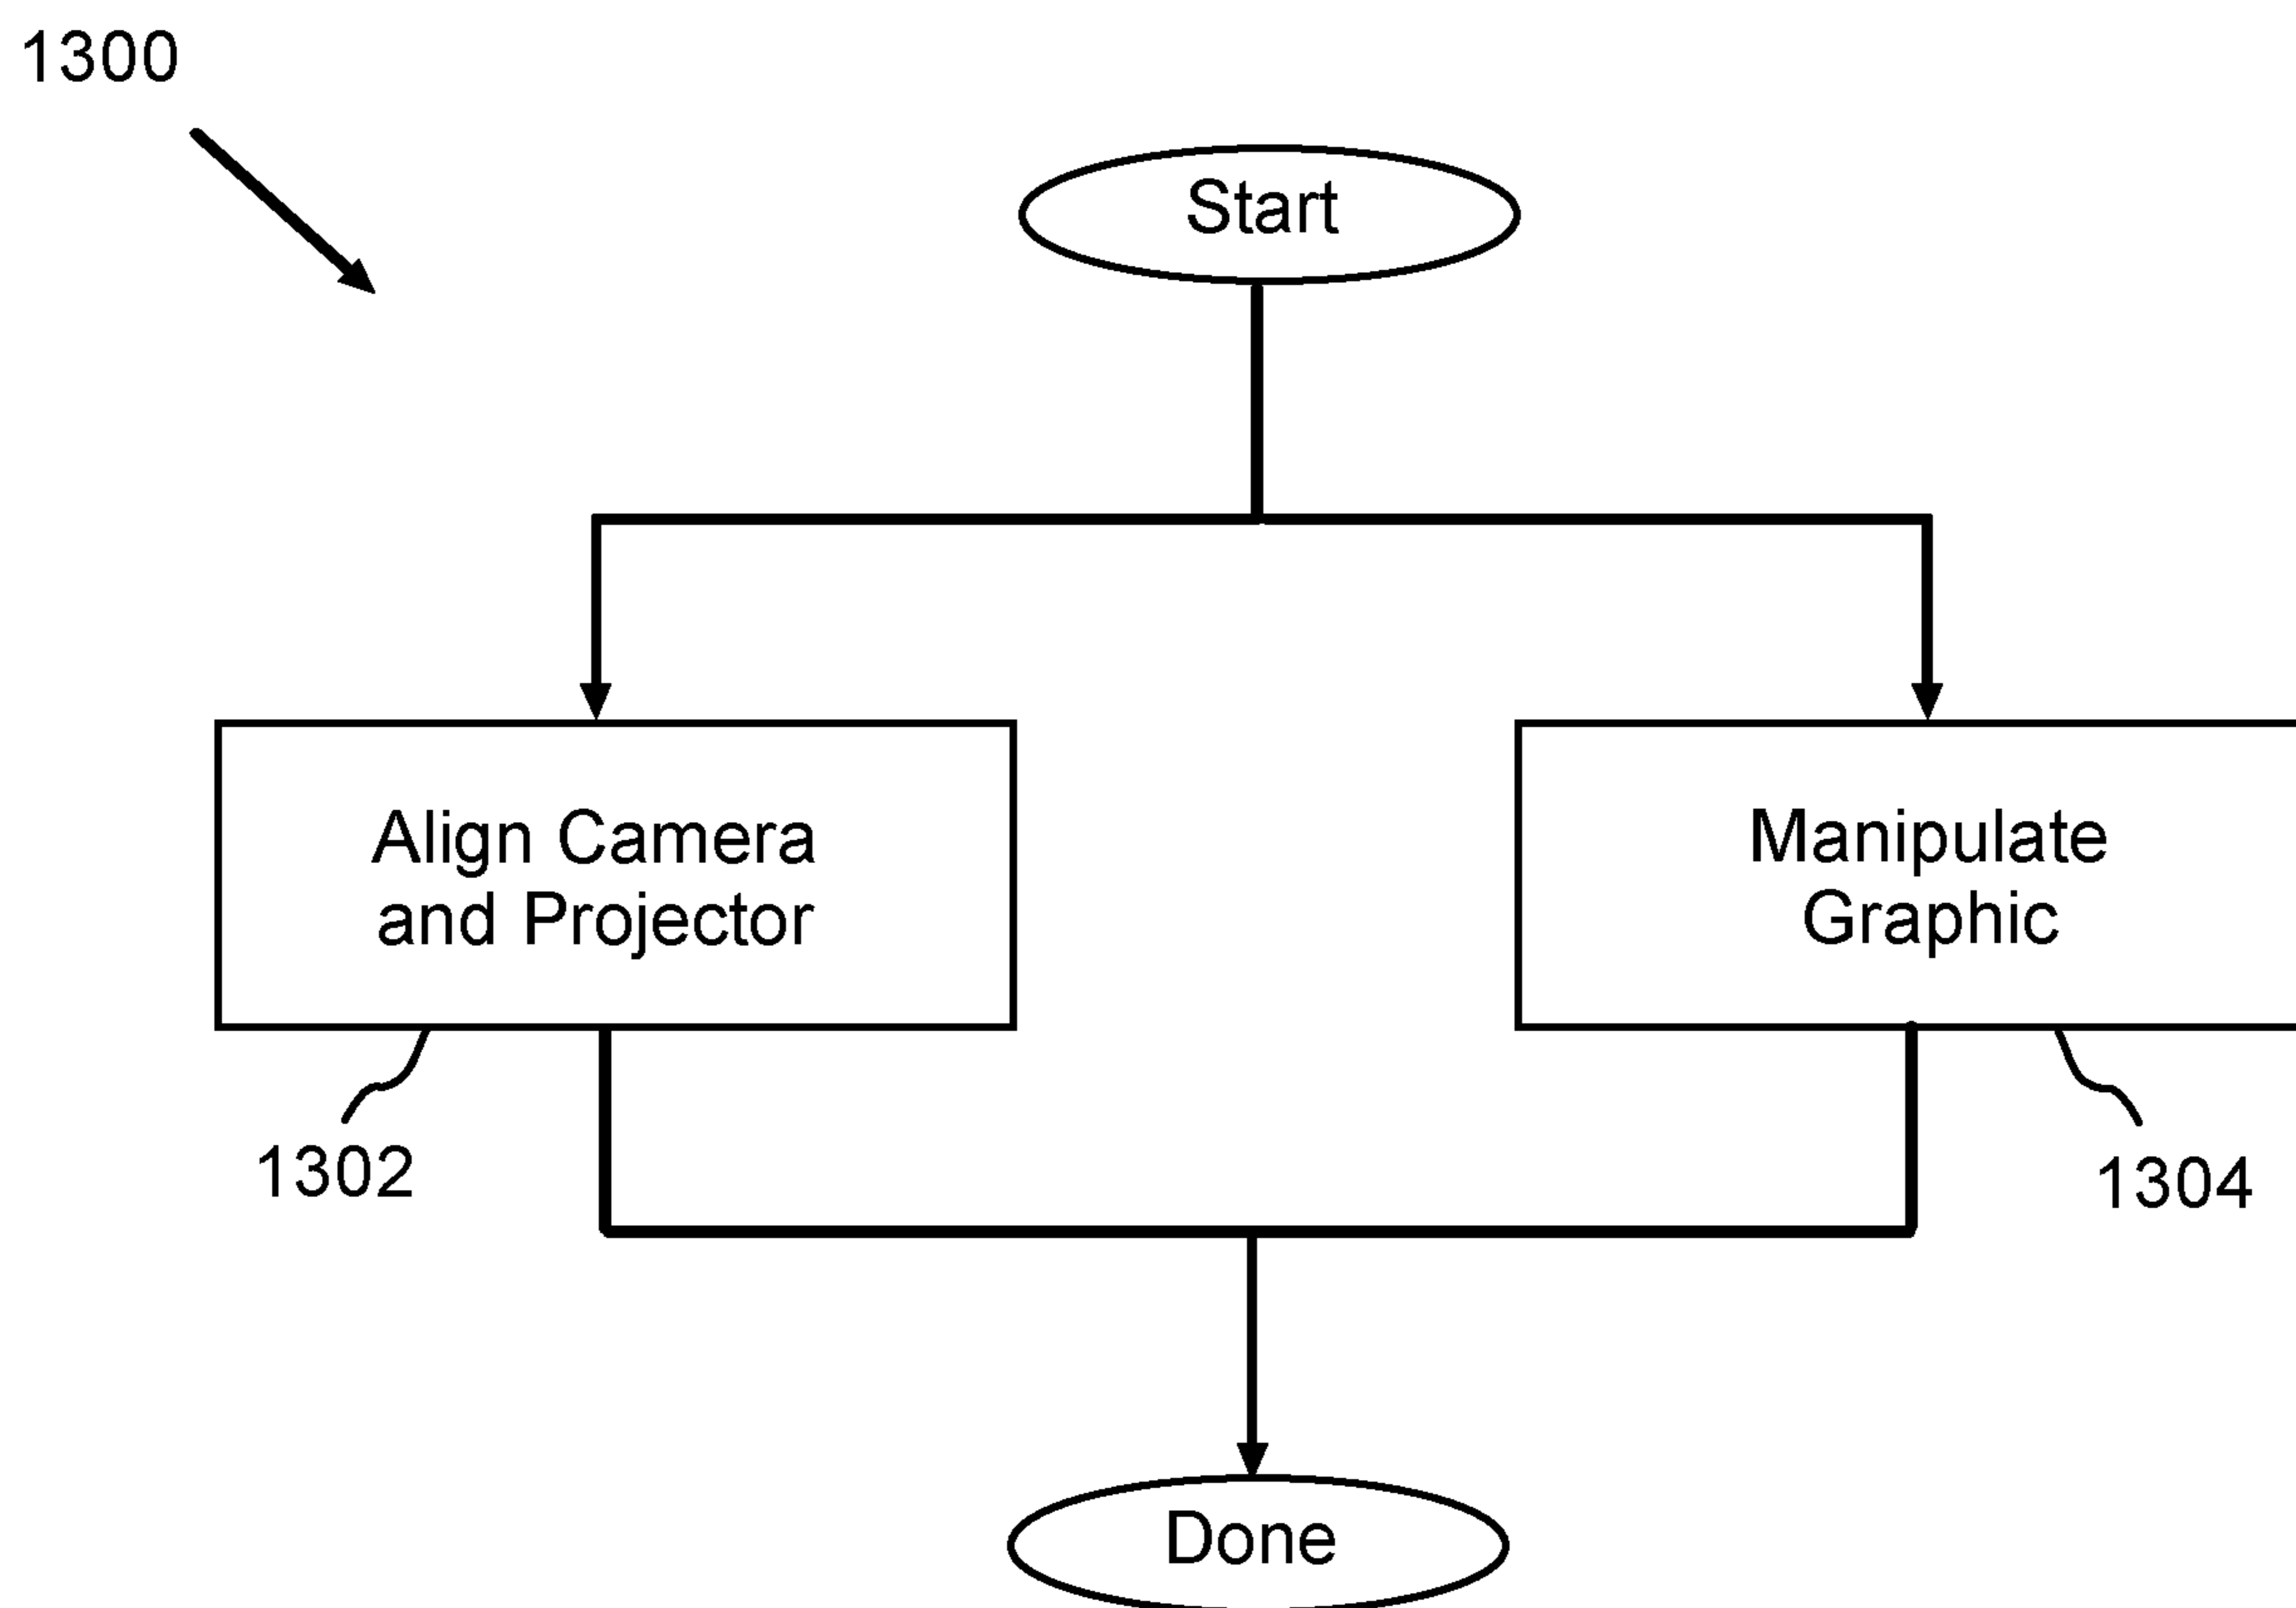 1300
Start
Align Camera
and Projector
Manipulate
Graphic
1302
1304
Done